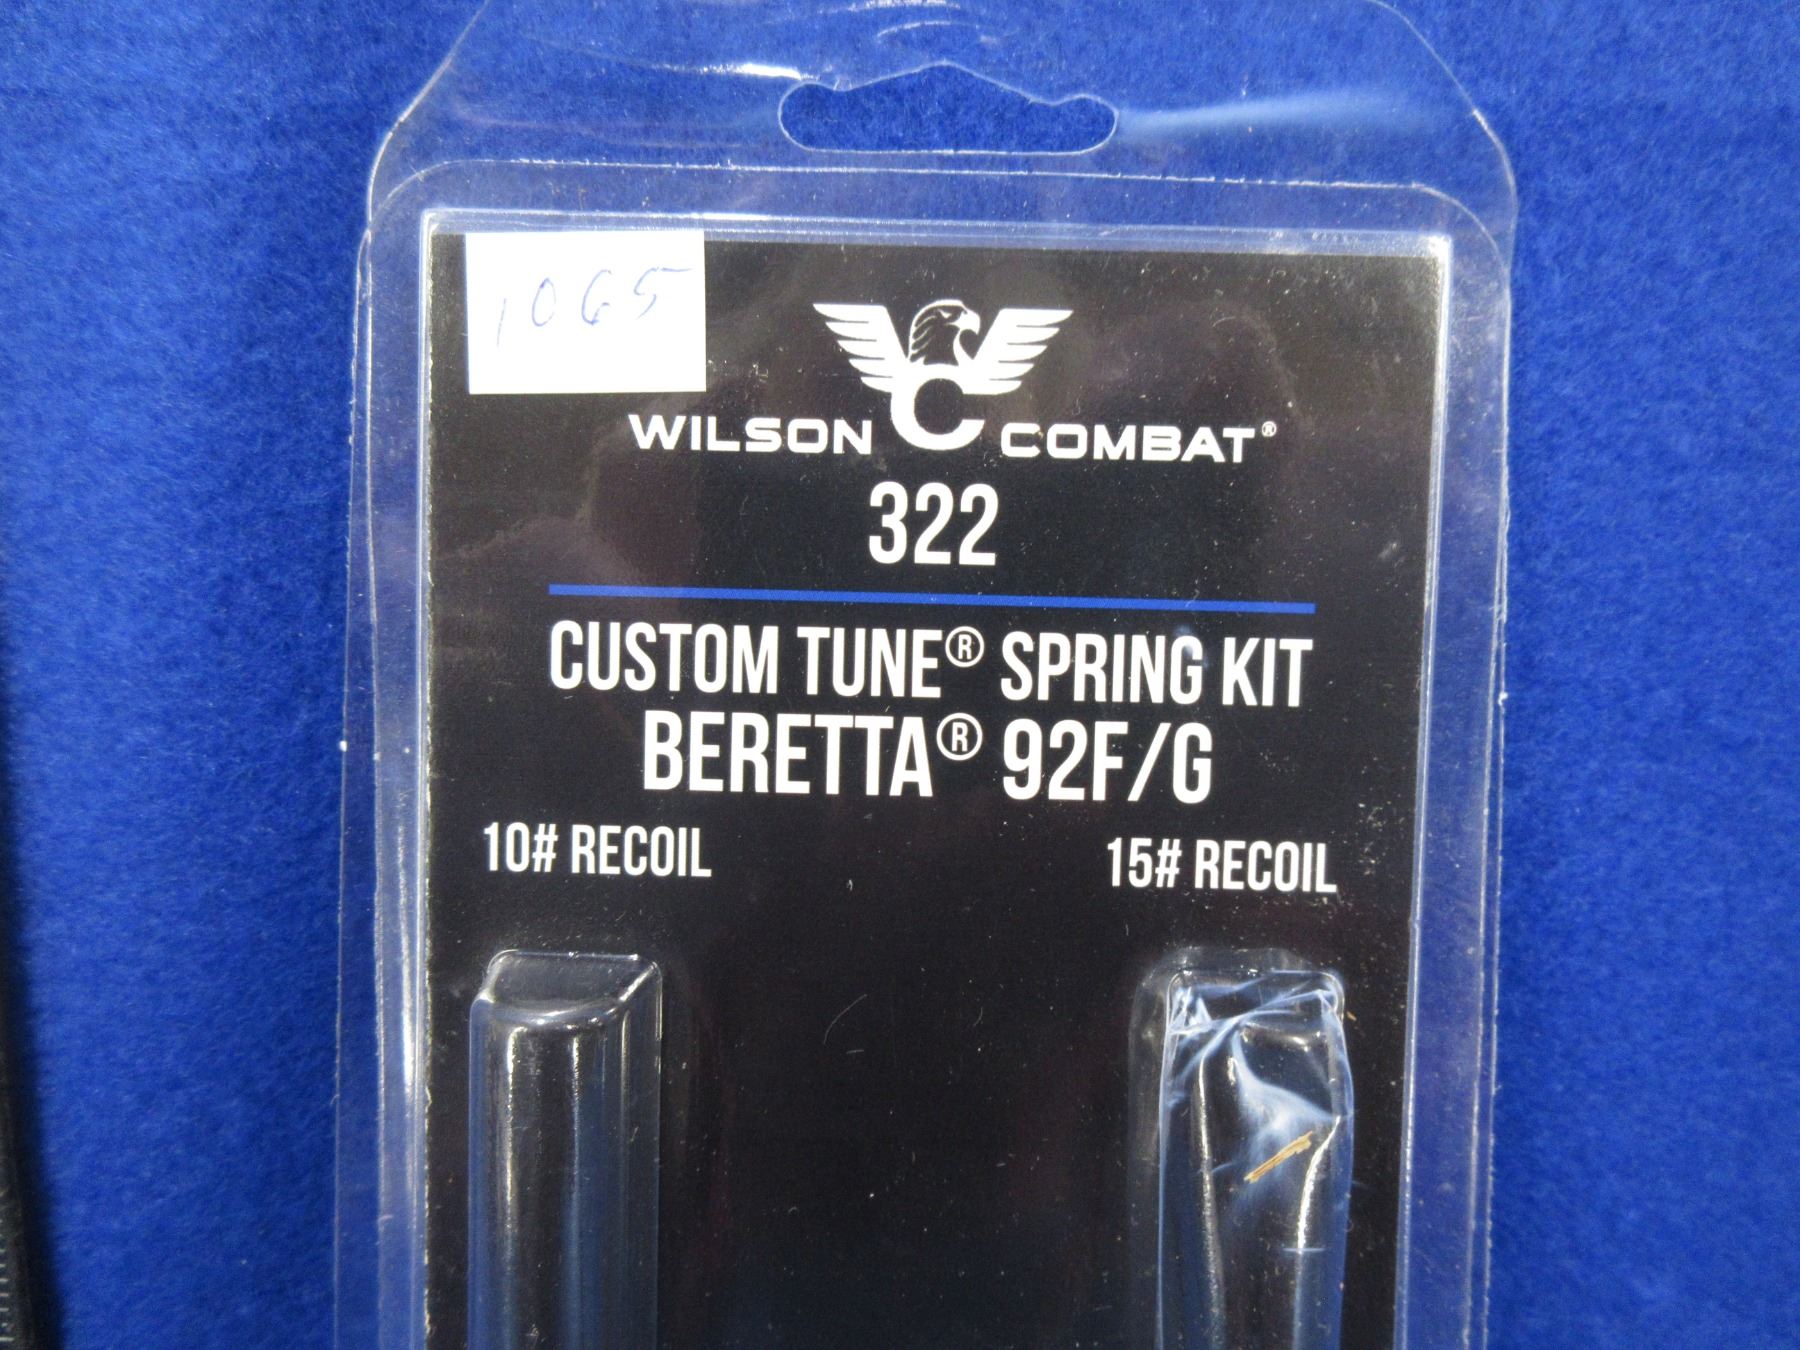 1065
WILSON COMBAT®
322
CUSTOM TUNE® SPRING KIT
BERETTA® 92F/G
10# RECOIL
15# RECOIL